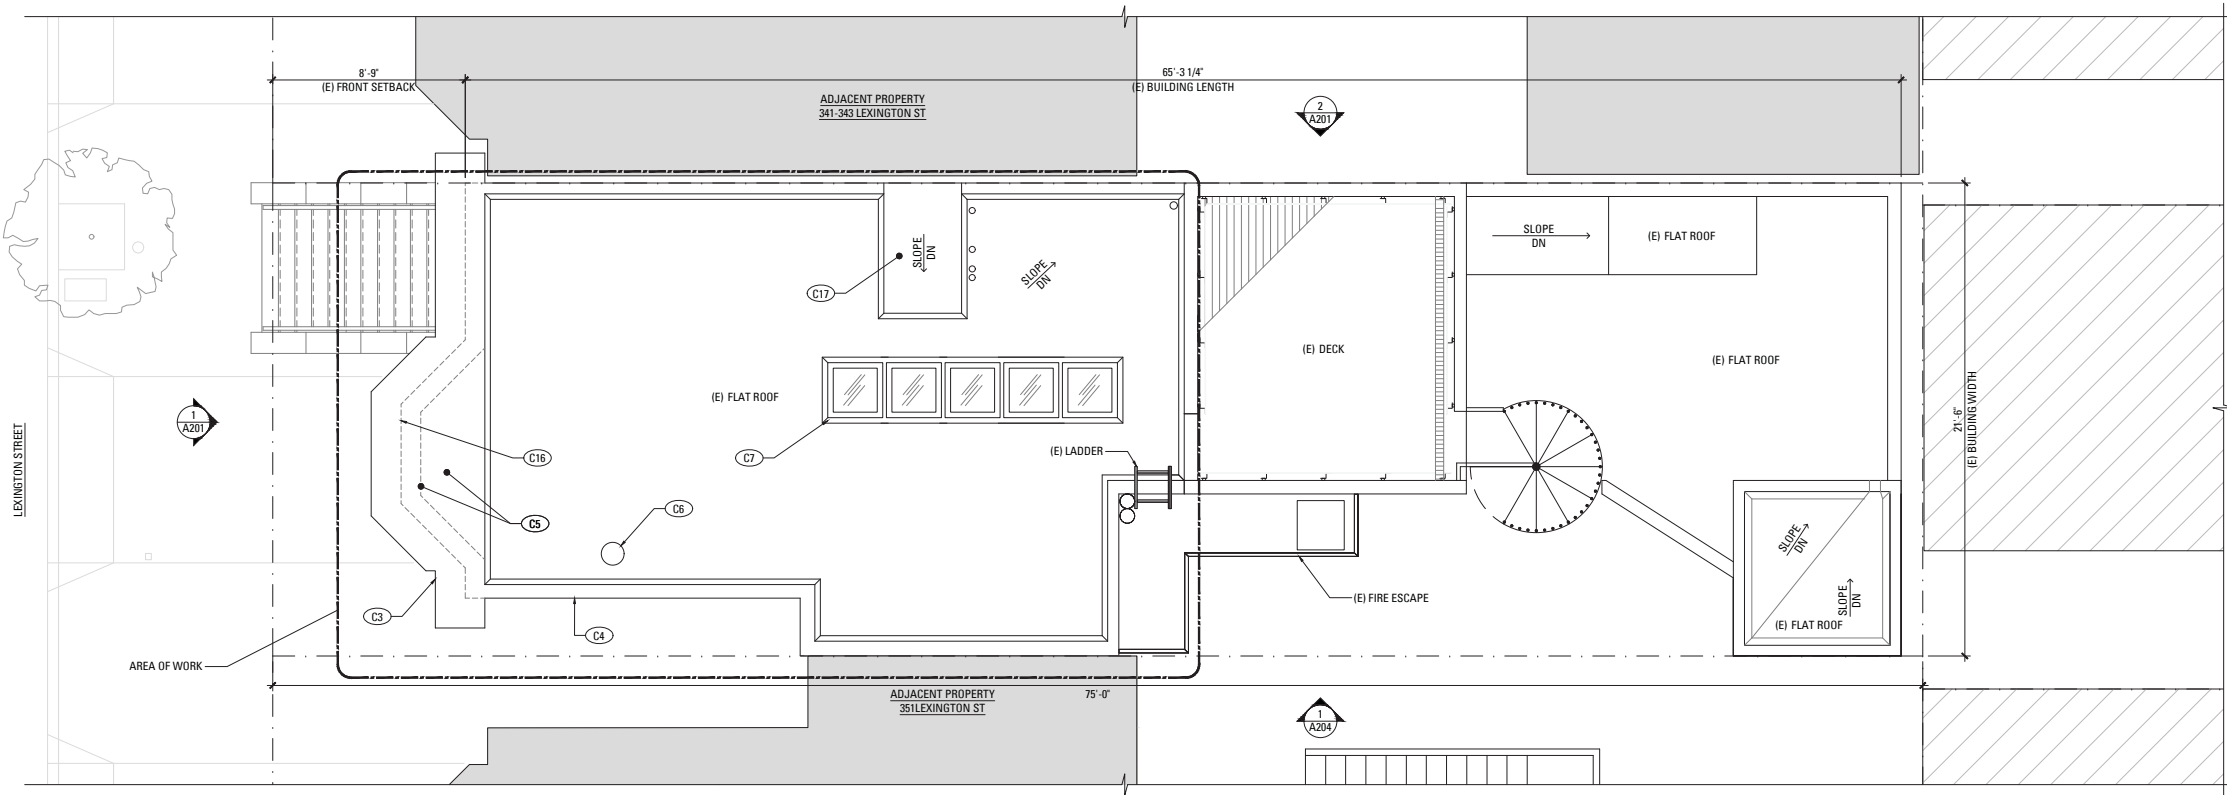 8'-9"
(E) FRONT SETBACK
65'-3 1/4"
(E) BUILDING LENGTH
ADJACENT PROPERTY
341-343 LEXINGTON ST
2
A201
SLOPE
DN
C17
SLOPE
DN
SLOPE
DN
(E) FLAT ROOF
(E) DECK
(E) FLAT ROOF
(E) FLAT ROOF
1
A201
LEXINGTON STREET
21'-6"
(E) BUILDING WIDTH
C16
C7
(E) LADDER
C5
C6
SLOPE
DN
SLOPE
DN
(E) FLAT ROOF
(E) FIRE ESCAPE
C3
C4
AREA OF WORK
ADJACENT PROPERTY
351LEXINGTON ST
75'-0"
1
A204